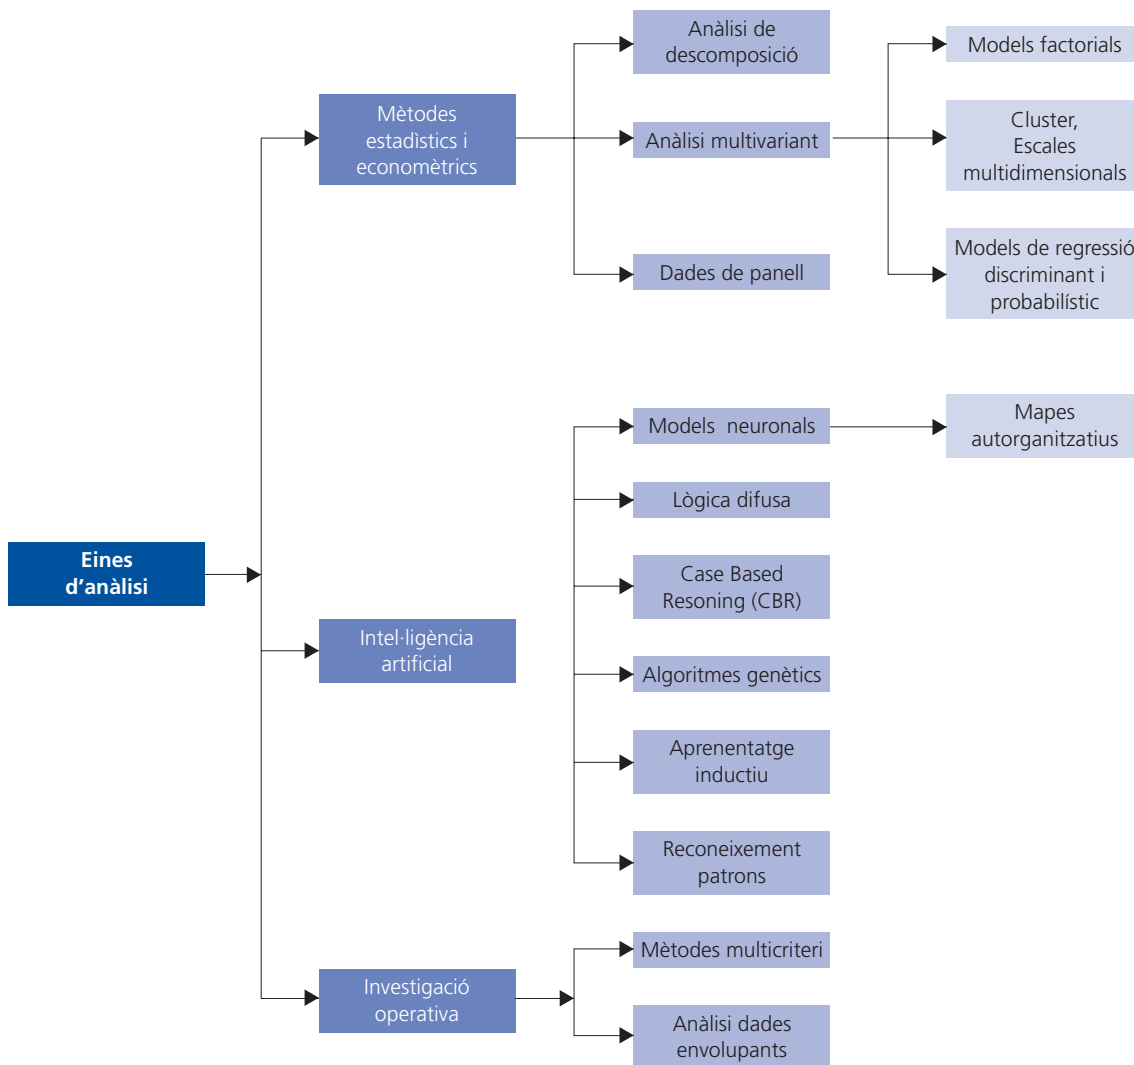 Eines
d’anàlisi
Mètodes
estadìstics i
economètrics
Anàlisi de
descomposició
Anàlisi multivariant
Dades de panell
Models factorials
Cluster,
Escales
multidimensionals
Models de regressió
discriminant i
probabilístic
Intel·ligència
artificial
Models neuronals
Lògica difusa
Case Based
Resoning (CBR)
Algoritmes genètics
Aprenentatge
inductiu
Reconeixement
patrons
Mapes
autorganitzatius
Investigació
operativa
Mètodes multicriteri
Anàlisi dades
envolupants